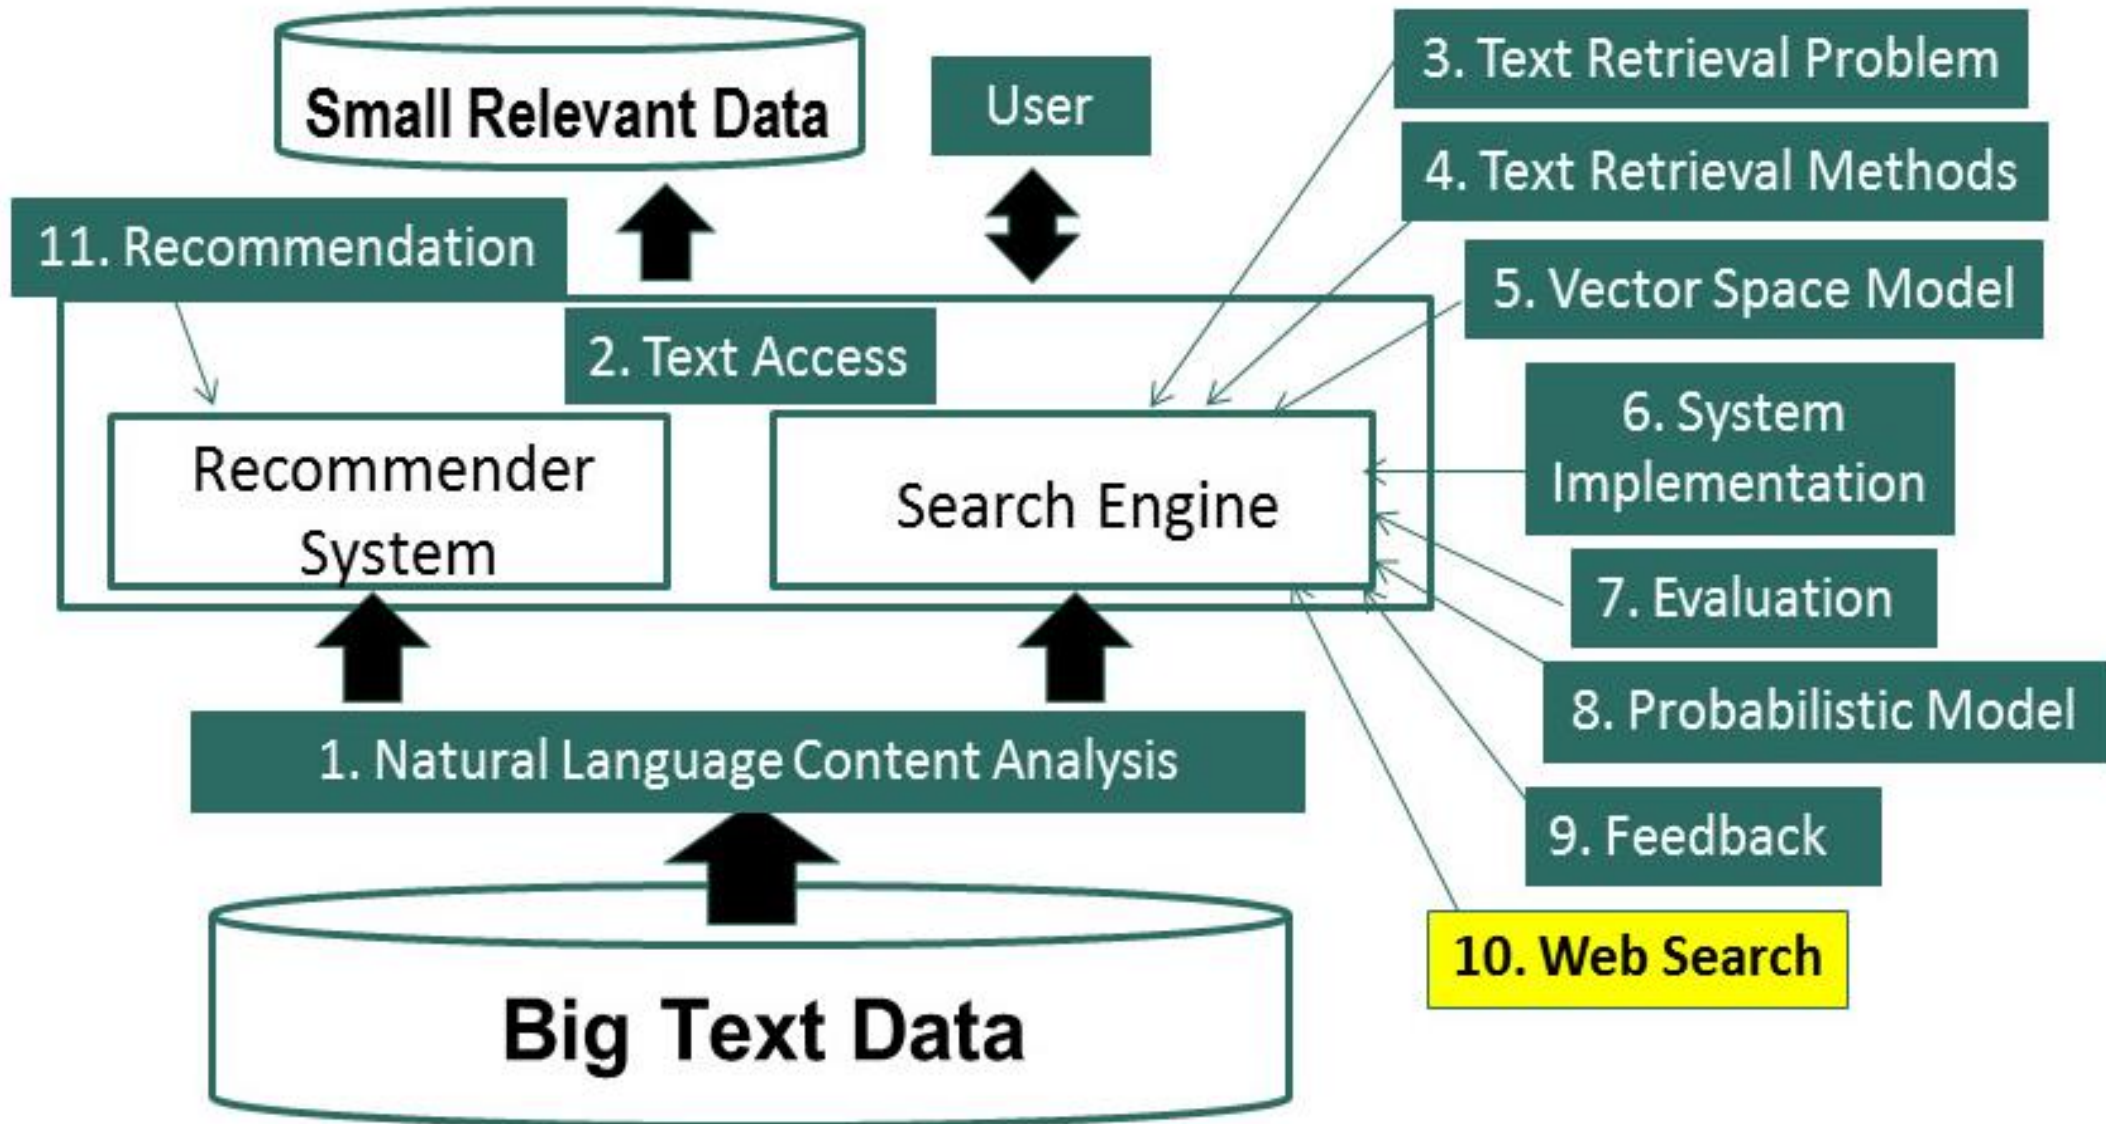 Small Relevant Data
User
3. Text Retrieval Problem
4. Text Retrieval Methods
11. Recommendation
5. Vector Space Model
2. Text Access
6. System
Implementation
Recommender
System
Search Engine
7. Evaluation
8. Probabilistic Model
1. Natural Language Content Analysis
9. Feedback
10. Web Search
Big Text Data